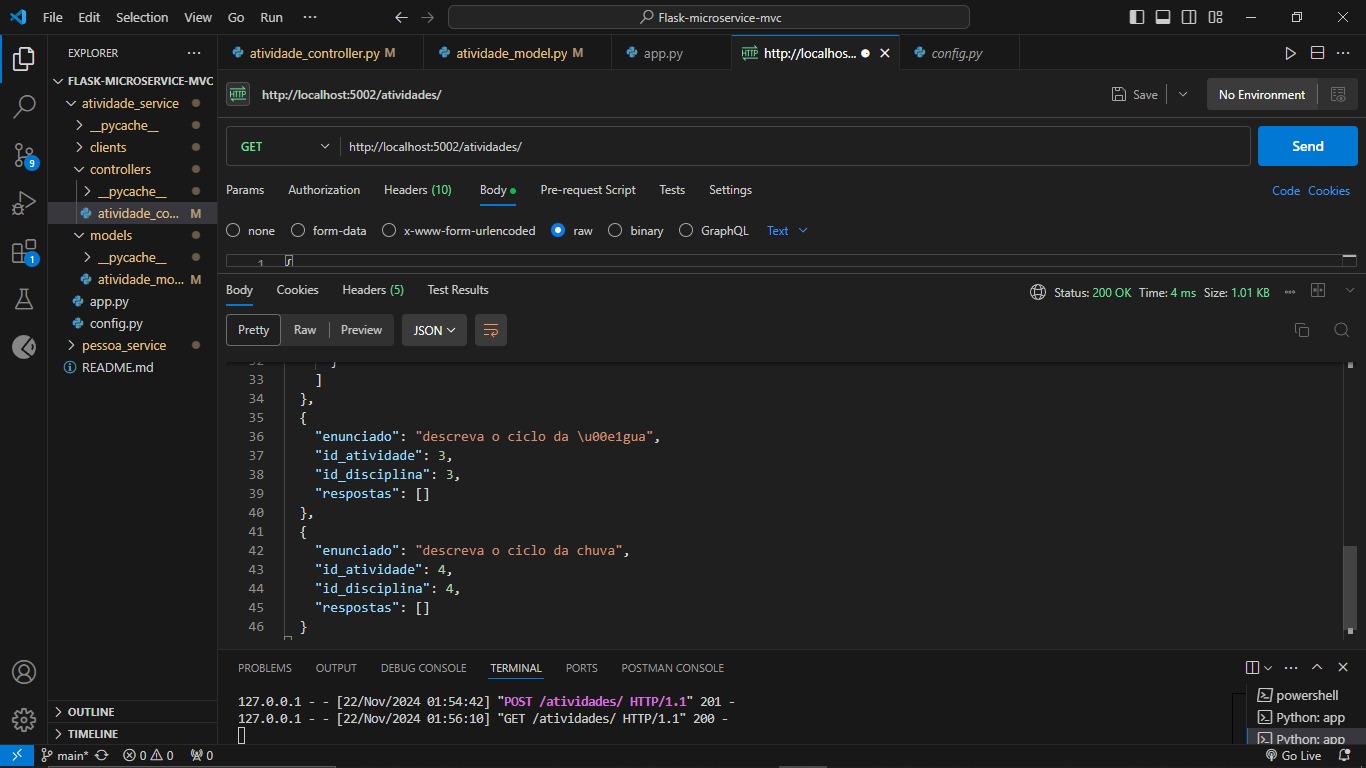 File Edit Selection View Go Run ··· Flask-microservice-mvc
EXPLORER ···
FLASK-MICROSERVICE-MVC
atividade_service
__pycache__
clients
controllers
__pycache__
atividade_co... M
models
__pycache__
atividade_mo... M
app.py
config.py
pessoa_service
README.md
OUTLINE
TIMELINE
9
1
atividade_controller.py M atividade_model.py M app.py HTTP http://localhos... config.py
HTTP http://localhost:5002/atividades/ Save No Environment
GET http://localhost:5002/atividades/ Send
Params Authorization Headers (10) Body Pre-request Script Tests Settings Code Cookies
none form-data x-www-form-urlencoded raw binary GraphQL Text
1 {
Body Cookies Headers (5) Test Results Status: 200 OK Time: 4 ms Size: 1.01 KB
Pretty Raw Preview JSON
32 ]
33 ]
34 },
35 {
36 "enunciado": "descreva o ciclo da \u00e1gua",
37 "id_atividade": 3,
38 "id_disciplina": 3,
39 "respostas": []
40 },
41 {
42 "enunciado": "descreva o ciclo da chuva",
43 "id_atividade": 4,
44 "id_disciplina": 4,
45 "respostas": []
46 }
PROBLEMS OUTPUT DEBUG CONSOLE TERMINAL PORTS POSTMAN CONSOLE
127.0.0.1 - - [22/Nov/2024 01:54:42] "POST /atividades/ HTTP/1.1" 201 -
127.0.0.1 - - [22/Nov/2024 01:56:10] "GET /atividades/ HTTP/1.1" 200 -
powershell
Python: app
Python: app
main* 0 0 0 Go Live